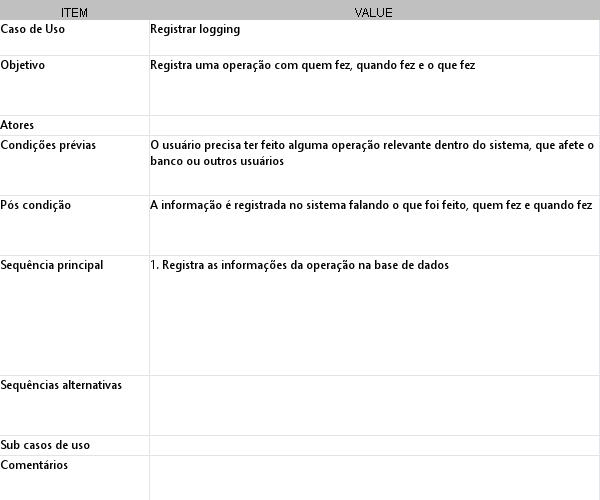 ITEM VALUE
Caso de Uso Registrar logging
Objetivo Registra uma operação com quem fez, quando fez e o que fez
Atores
Condições prévias O usuário precisa ter feito alguma operação relevante dentro do sistema, que afete o
banco ou outros usuários
Pós condição A informação é registrada no sistema falando o que foi feito, quem fez e quando fez
Sequência principal 1. Registra as informações da operação na base de dados
Sequências alternativas
Sub casos de uso
Comentários